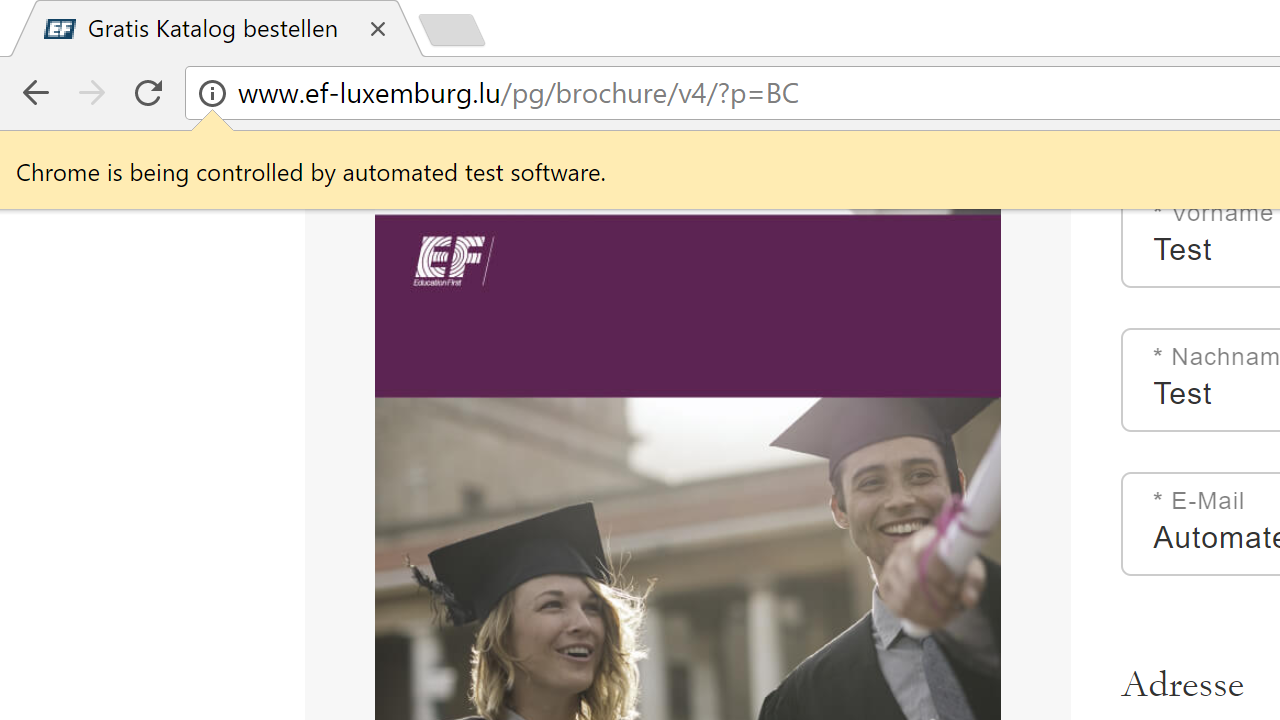 EF Gratis Katalog bestellen
www.ef-luxemburg.lu/pg/brochure/v4/?p=BC
Chrome is being controlled by automated test software.
EF
Education First
* Vorname
Test
* Nachnam
Test
* E-Mail
Automate
Adresse